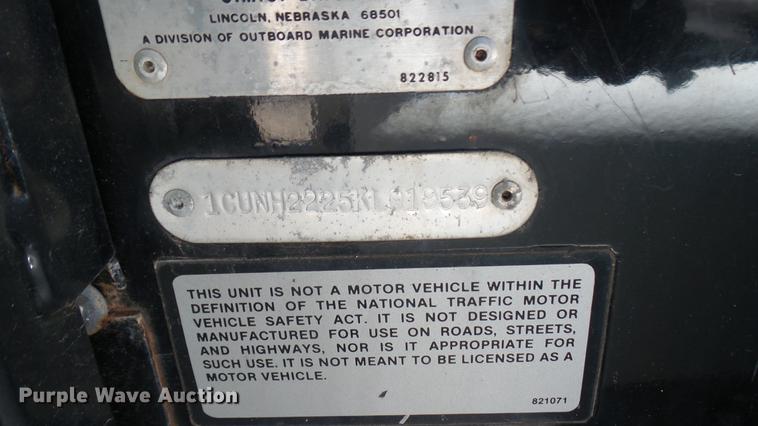 LINCOLN, NEBRASKA 68501
A DIVISION OF OUTBOARD MARINE CORPORATION
822815
THIS UNIT IS NOT A MOTOR VEHICLE WITHIN THE
DEFINITION OF THE NATIONAL TRAFFIC MOTOR
VEHICLE SAFETY ACT. IT IS NOT DESIGNED OR
MANUFACTURED FOR USE ON ROADS, STREETS,
AND HIGHWAYS, NOR IS IT APPROPRIATE FOR
SUCH USE. IT IS NOT MEANT TO BE LICENSED AS A
MOTOR VEHICLE.
821071
Purple Wave Auction